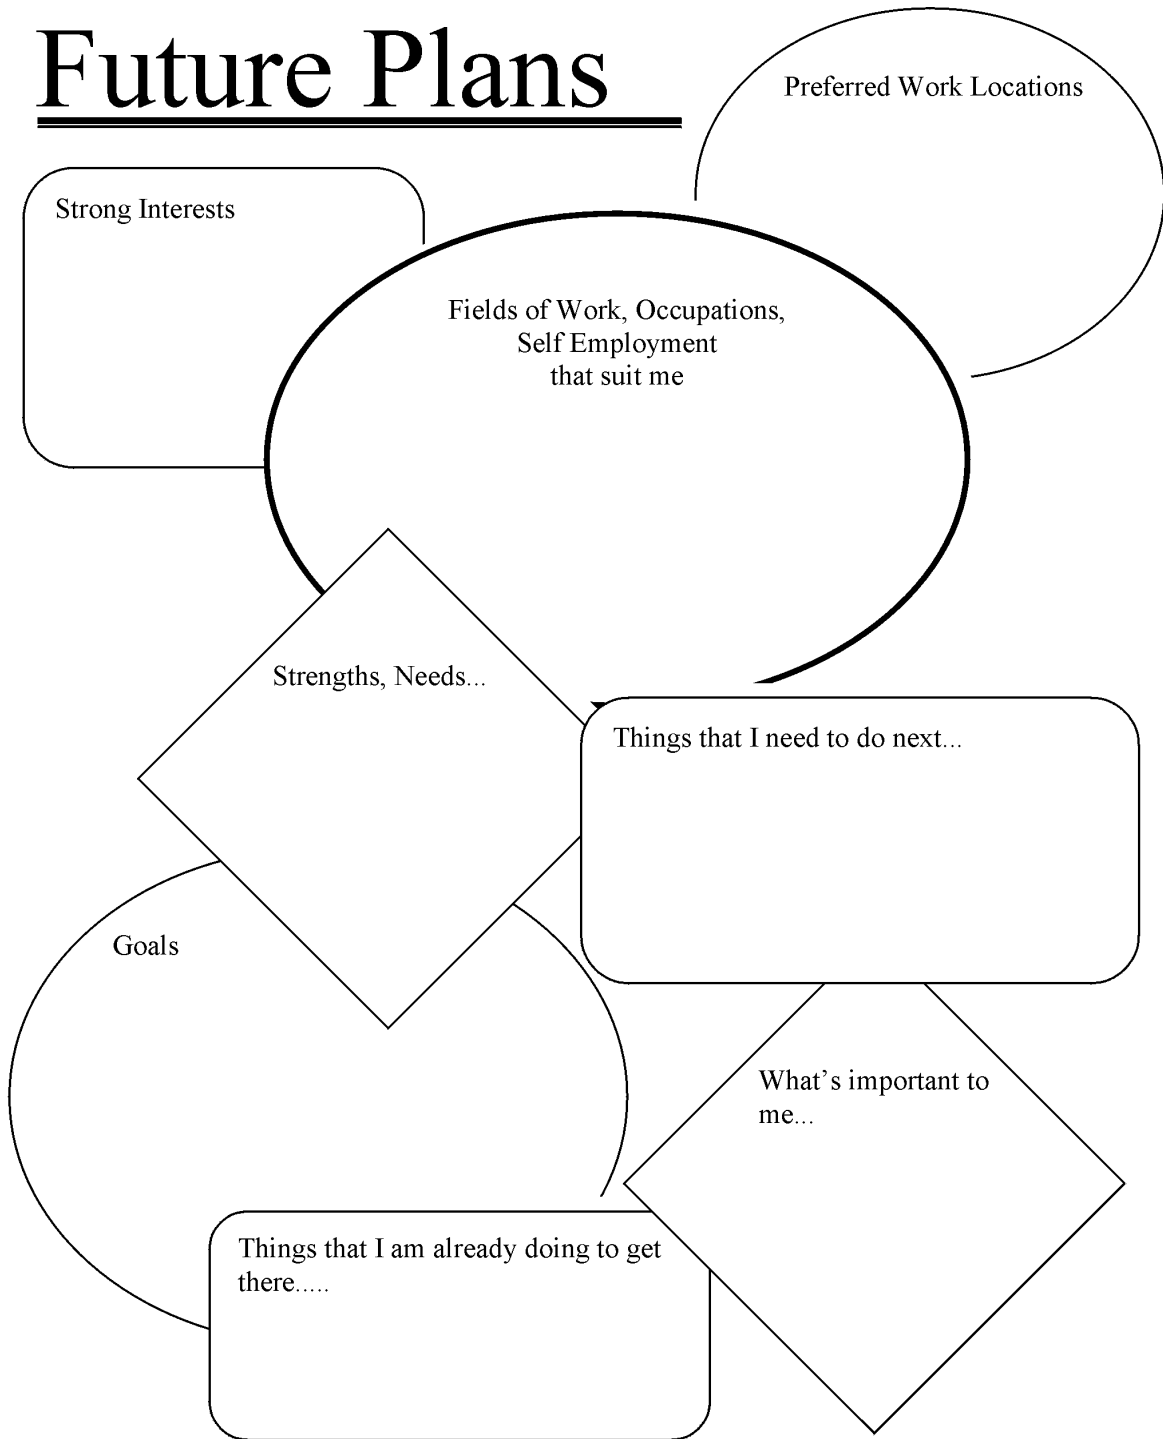 Future Plans
Preferred Work Locations
Strong Interests
Fields of Work, Occupations,
Self Employment
that suit me
Strengths, Needs...
Things that I need to do next...
Goals
What’s important to
me...
Things that I am already doing to get
there.....